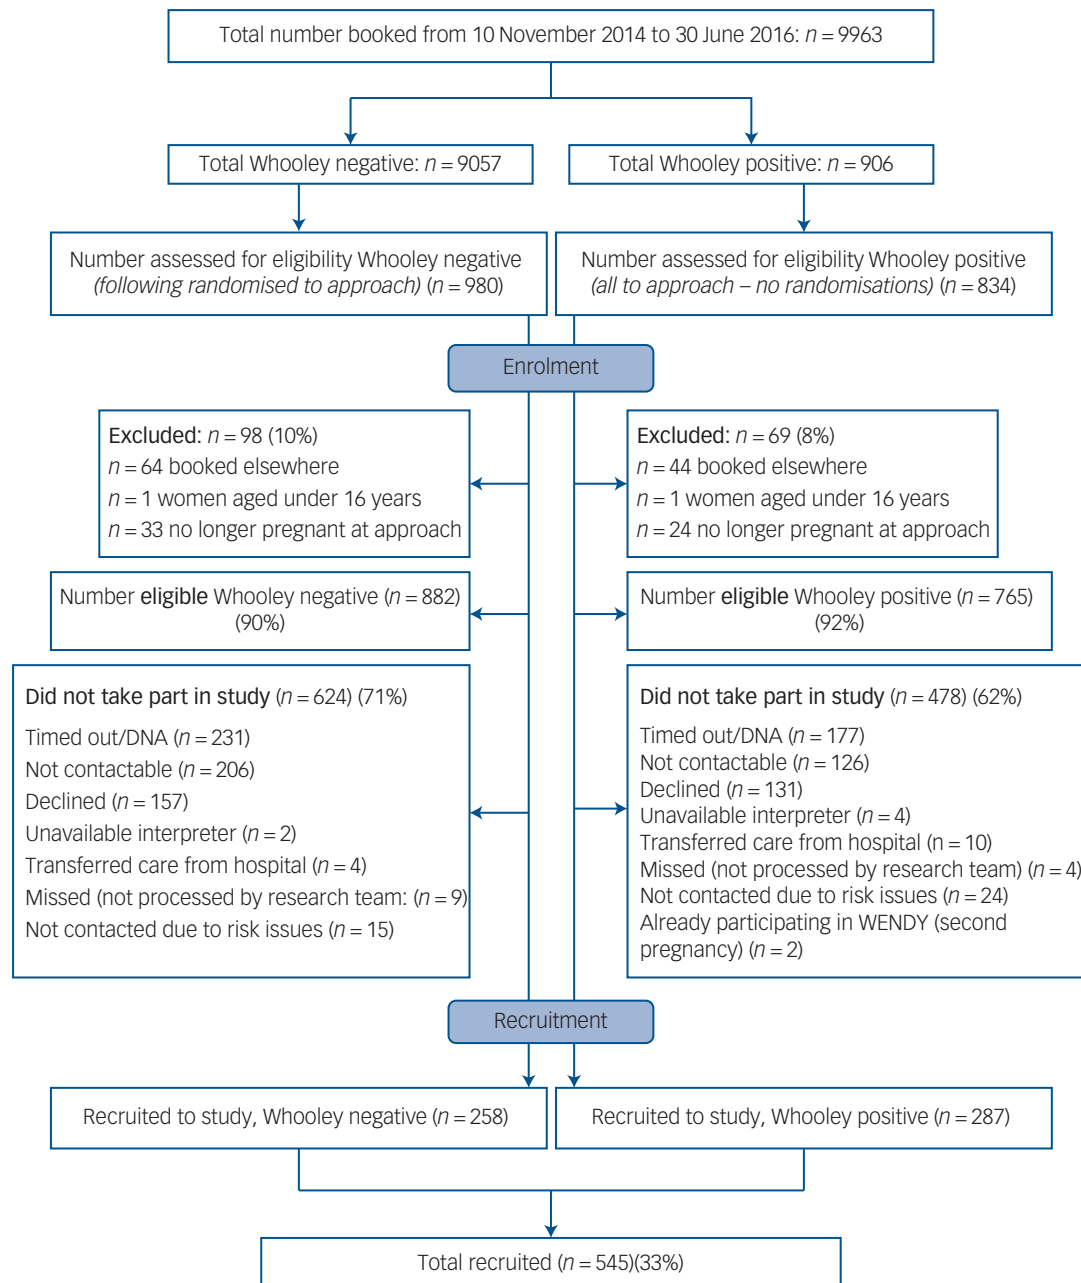 Total number booked from 10 November 2014 to 30 June 2016: n = 9963
Total Whooley negative: n = 9057
Total Whooley positive: n = 906
Number assessed for eligibility Whooley negative
(following randomised to approach) (n = 980)
Number assessed for eligibility Whooley positive
(all to approach – no randomisations) (n = 834)
Enrolment
Excluded: n = 98 (10%)
n = 64 booked elsewhere
n = 1 women aged under 16 years
n = 33 no longer pregnant at approach
Excluded: n = 69 (8%)
n = 44 booked elsewhere
n = 1 women aged under 16 years
n = 24 no longer pregnant at approach
Number eligible Whooley negative (n = 882)
(90%)
Number eligible Whooley positive (n = 765)
(92%)
Did not take part in study (n = 624) (71%)
Timed out/DNA (n = 231)
Not contactable (n = 206)
Declined (n = 157)
Unavailable interpreter (n = 2)
Transferred care from hospital (n = 4)
Missed (not processed by research team: (n = 9)
Not contacted due to risk issues (n = 15)
Did not take part in study (n = 478) (62%)
Timed out/DNA (n = 177)
Not contactable (n = 126)
Declined (n = 131)
Unavailable interpreter (n = 4)
Transferred care from hospital (n = 10)
Missed (not processed by research team) (n = 4)
Not contacted due to risk issues (n = 24)
Already participating in WENDY (second
pregnancy) (n = 2)
Recruitment
Recruited to study, Whooley negative (n = 258)
Recruited to study, Whooley positive (n = 287)
Total recruited (n = 545)(33%)